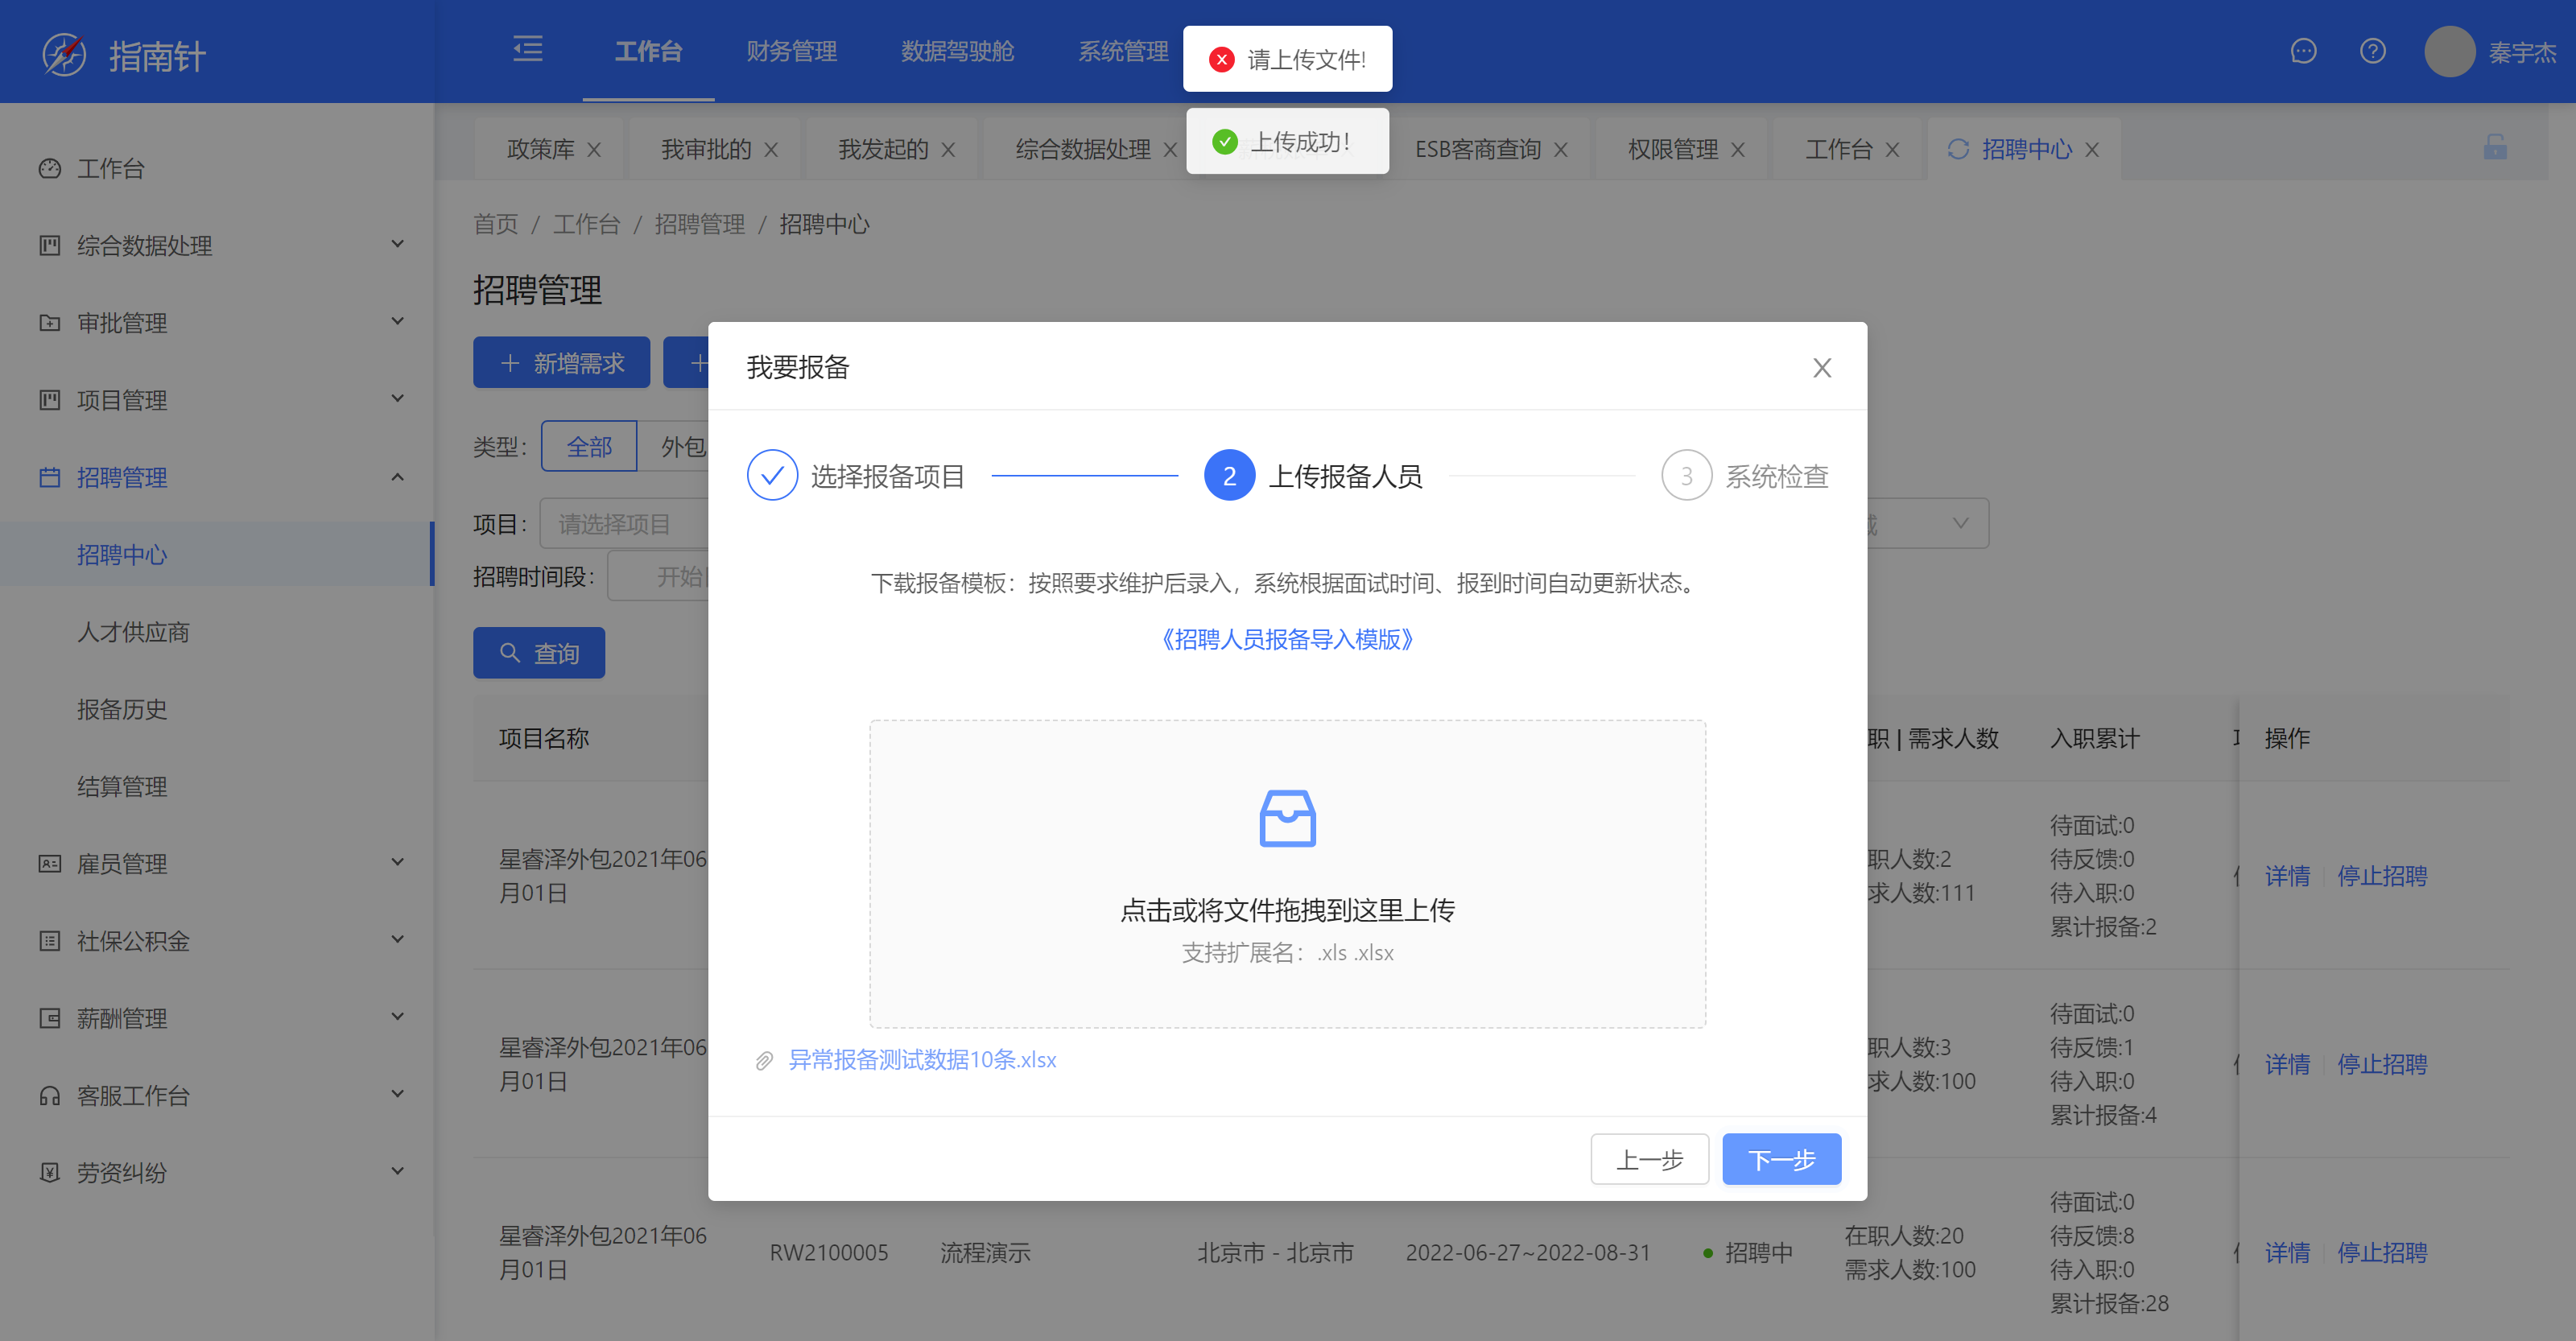 指南针
工作台
财务管理
数据驾驶舱
系统管理
请上传文件!
上传成功!
秦宇杰
政策库
我审批的
我发起的
综合数据处理
ESB客商查询
权限管理
工作台
招聘中心
工作台
综合数据处理
审批管理
项目管理
招聘管理
招聘中心
人才供应商
报备历史
结算管理
雇员管理
社保公积金
薪酬管理
客服工作台
劳资纠纷
首页 / 工作台 / 招聘管理 / 招聘中心
招聘管理
新增需求
类型:
全部
外包
项目:
请选择项目
招聘时间段:
开始
查询
我要报备
选择报备项目
2 上传报备人员
3 系统检查
下载报备模板：按照要求维护后录入，系统根据面试时间、报到时间自动更新状态。
《招聘人员报备导入模版》
点击或将文件拖拽到这里上传
支持扩展名：.xls .xlsx
异常报备测试数据10条.xlsx
上一步
下一步
项目名称
职 | 需求人数
入职累计
操作
星睿泽外包2021年06
月01日
职人数:2
求人数:111
待面试:0
待反馈:0
待入职:0
累计报备:2
详情
停止招聘
星睿泽外包2021年06
月01日
职人数:3
求人数:100
待面试:0
待反馈:1
待入职:0
累计报备:4
详情
停止招聘
星睿泽外包2021年06
月01日
RW2100005
流程演示
北京市 - 北京市
2022-06-27~2022-08-31
招聘中
在职人数:20
需求人数:100
待面试:0
待反馈:8
待入职:0
累计报备:28
详情
停止招聘